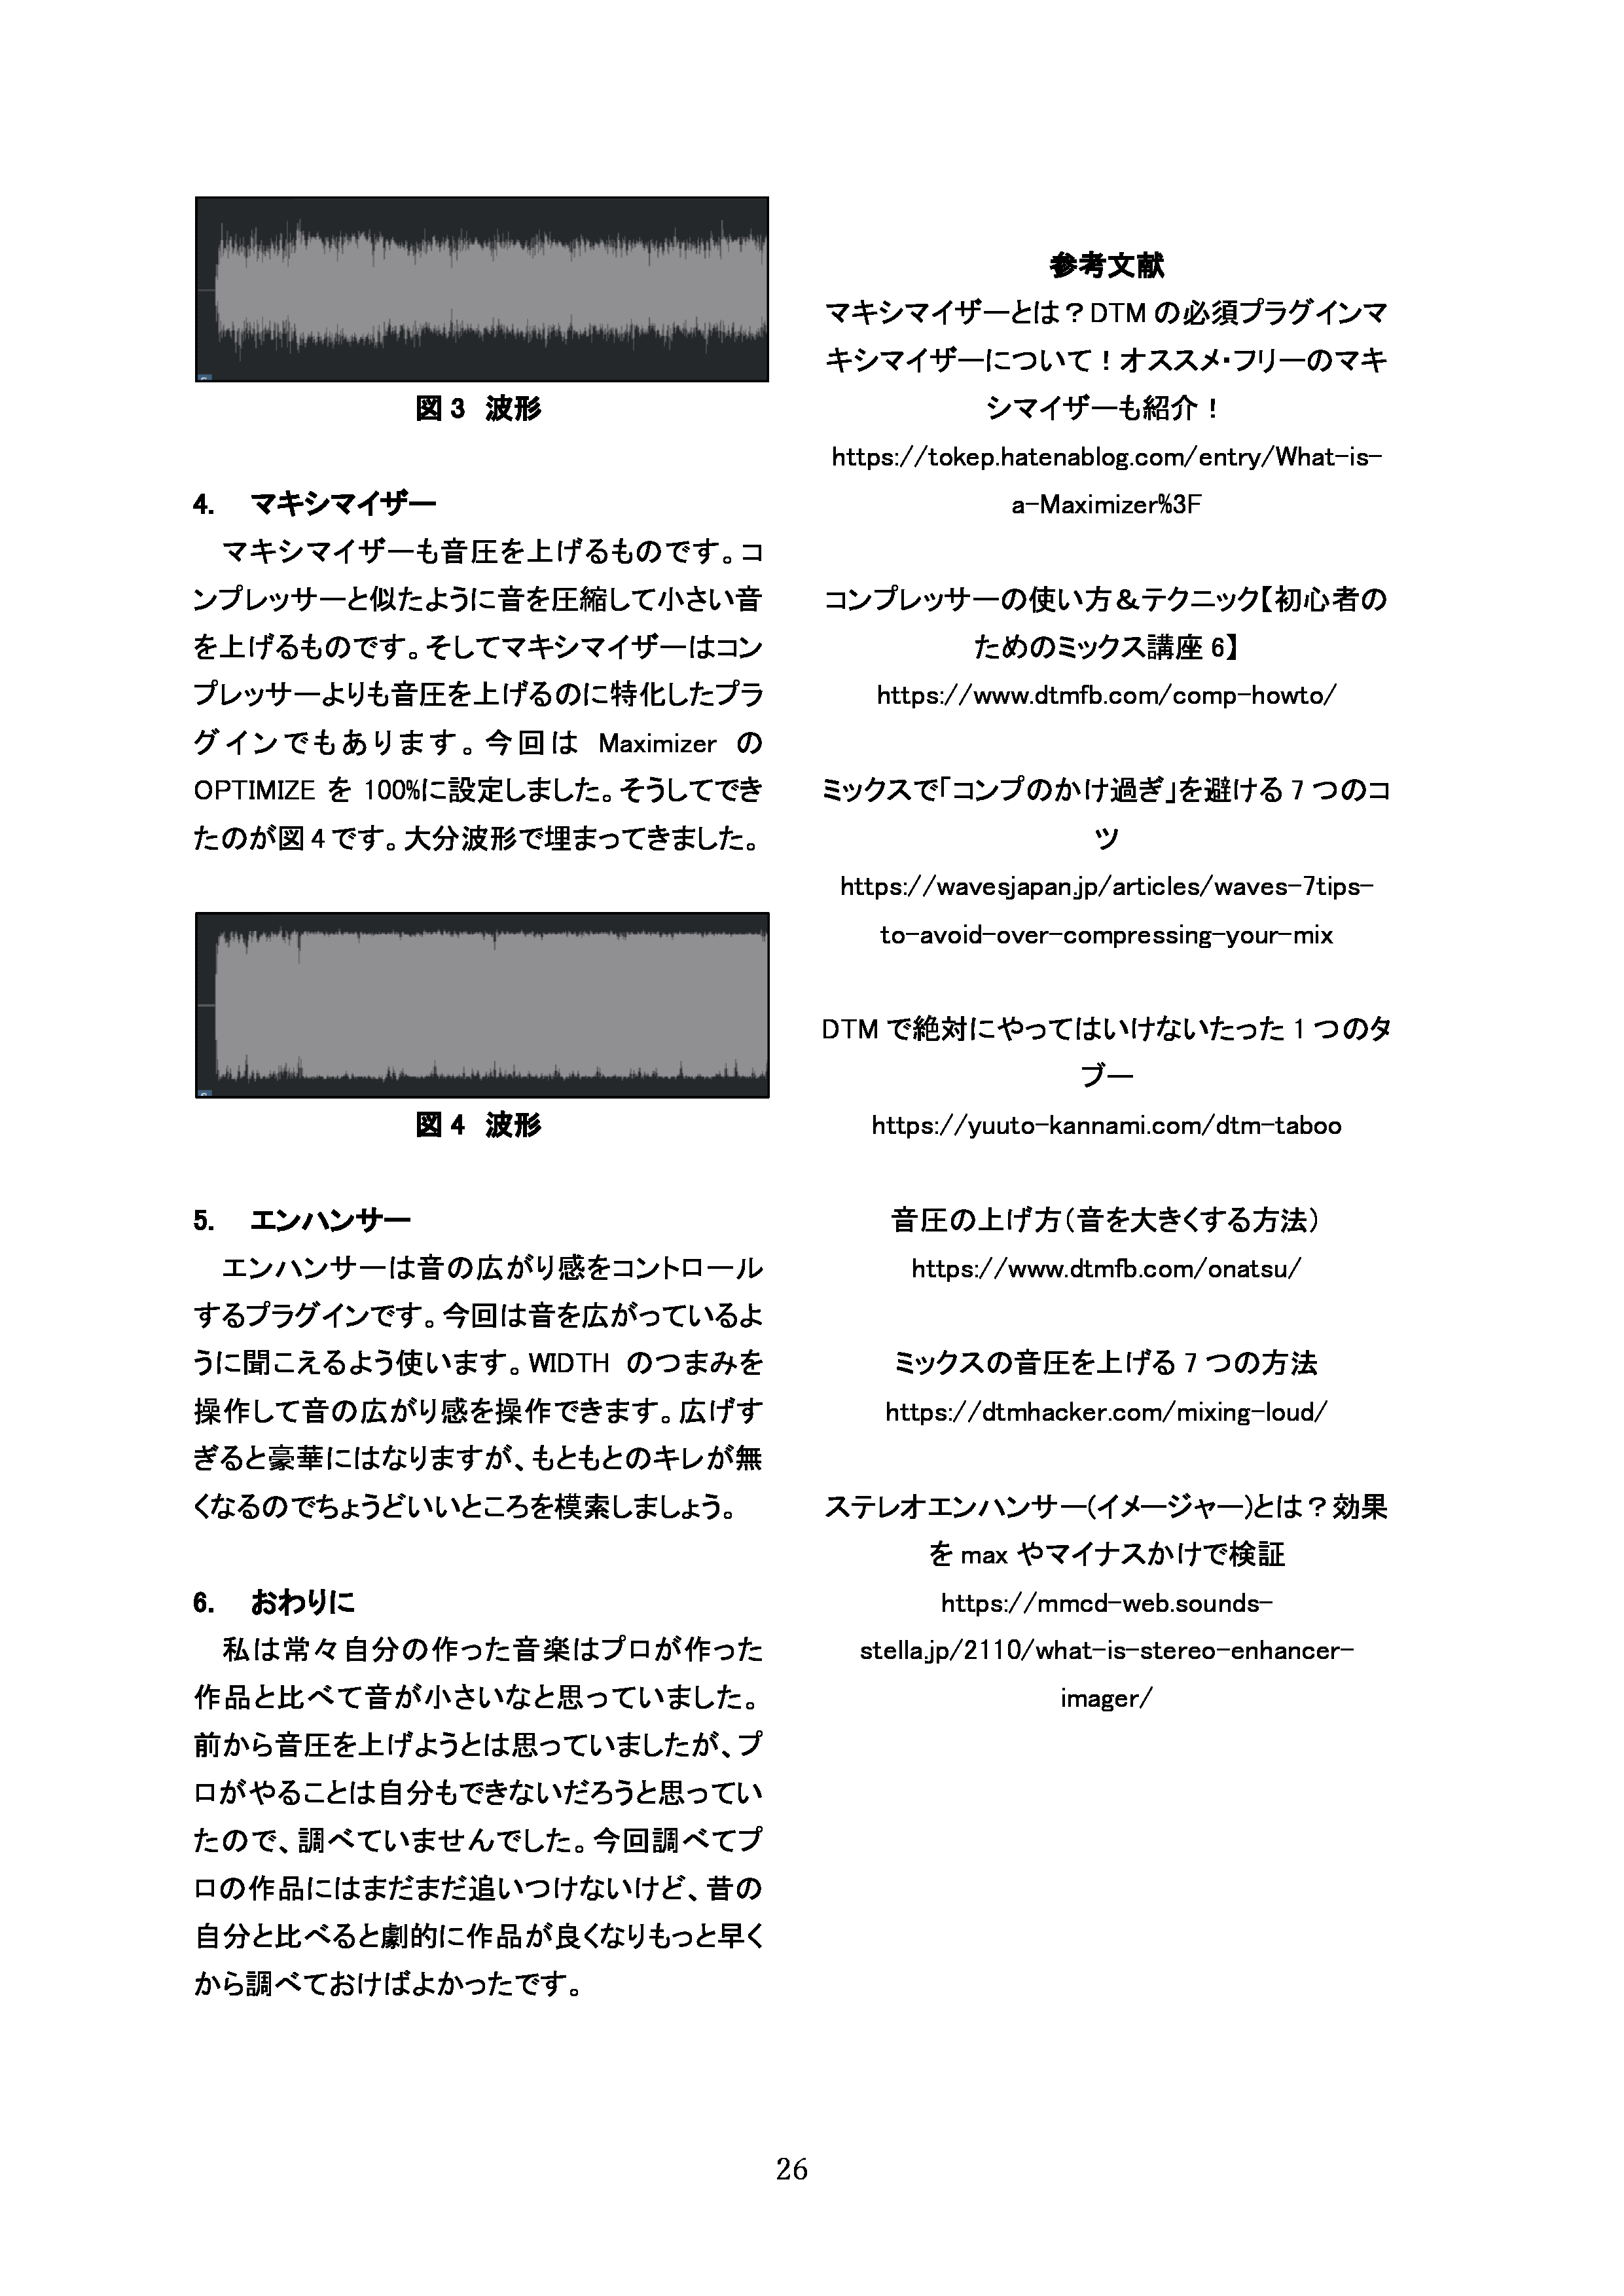 図 3 波形
4. マキシマイザー
マキシマイザーも音圧を上げるものです。コ
ンプレッサーと似たように音を圧縮して小さい音
を上げるものです。そしてマキシマイザーはコン
プレッサーよりも音圧を上げるのに特化したプラ
グインでもあります。今回は Maximizer の
OPTIMIZE を 100%に設定しました。そうしてでき
たのが図 4 です。大分波形で埋まってきました。
図 4 波形
5. エンハンサー
エンハンサーは音の広がり感をコントロール
するプラグインです。今回は音を広がっているよ
うに聞こえるよう使います。WIDTH のつまみを
操作して音の広がり感を操作できます。広げす
ぎると豪華にはなりますが、もともとのキレが無
くなるのでちょうどいいところを模索しましょう。
6. おわりに
私は常々自分の作った音楽はプロが作った
作品と比べて音が小さいなと思っていました。
前から音圧を上げようとは思っていましたが、プ
ロがやることは自分もできないだろうと思ってい
たので、調べていませんでした。今回調べてプ
ロの作品にはまだまだ追いつけないけど、昔の
自分と比べると劇的に作品が良くなりもっと早く
から調べておけばよかったです。
参考文献
マキシマイザーとは？DTM の必須プラグインマ
キシマイザーについて！オススメ・フリーのマキ
シマイザーも紹介！
https://tokep.hatenablog.com/entry/What-is-
a-Maximizer%3F
コンプレッサーの使い方＆テクニック【初心者の
ためのミックス講座 6】
https://www.dtmfb.com/comp-howto/
ミックスで「コンプのかけ過ぎ」を避ける 7 つのコ
ツ
https://wavesjapan.jp/articles/waves-7tips-
to-avoid-over-compressing-your-mix
DTM で絶対にやってはいけないたった 1 つのタ
ブー
https://yuuto-kannami.com/dtm-taboo
音圧の上げ方（音を大きくする方法）
https://www.dtmfb.com/onatsu/
ミックスの音圧を上げる 7 つの方法
https://dtmhacker.com/mixing-loud/
ステレオエンハンサー(イメージャー)とは？効果
を max やマイナスかけで検証
https://mmcd-web.sounds-
stella.jp/2110/what-is-stereo-enhancer-
imager/
26